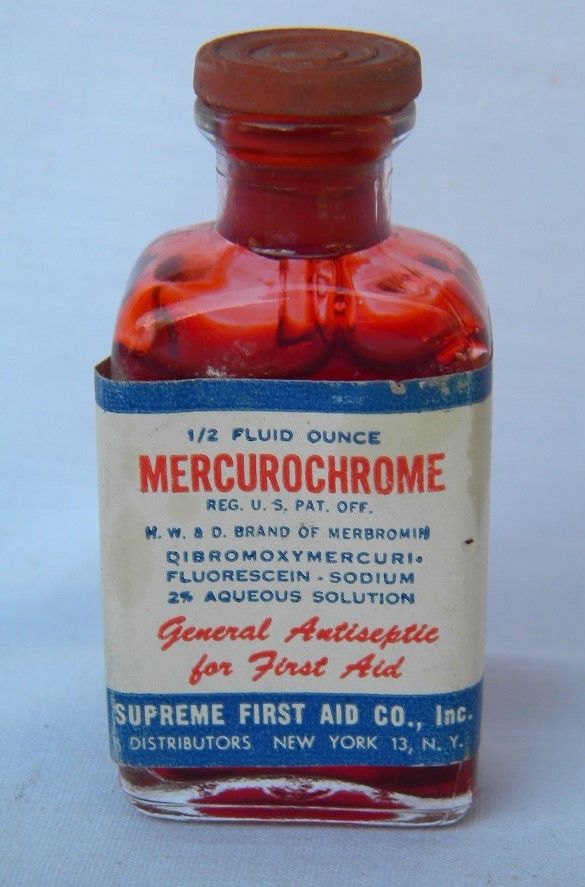 1/2 FLUID OUNCE
MERCUROCHROME
REG. U. S. PAT. OFF.
H. W. & D. BRAND OF MERBROMIN
DIBROMOXYMERCURI-
FLUORESCEIN - SODIUM
2% AQUEOUS SOLUTION
General Antiseptic
for First Aid
SUPREME FIRST AID CO., Inc.
DISTRIBUTORS NEW YORK 13, N. Y.